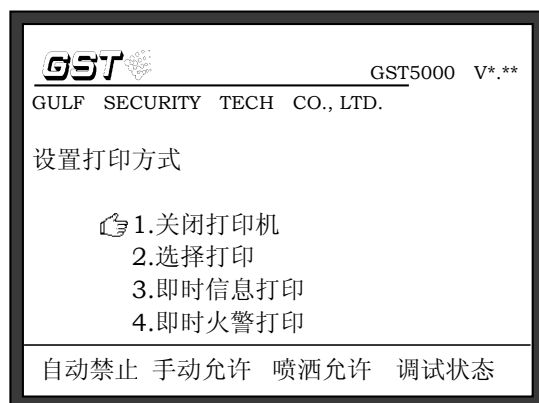 GST
GST5000 V*.**
GULF SECURITY TECH CO., LTD.
设置打印方式
1.关闭打印机
2.选择打印
3.即时信息打印
4.即时火警打印
自动禁止 手动允许 喷洒允许 调试状态